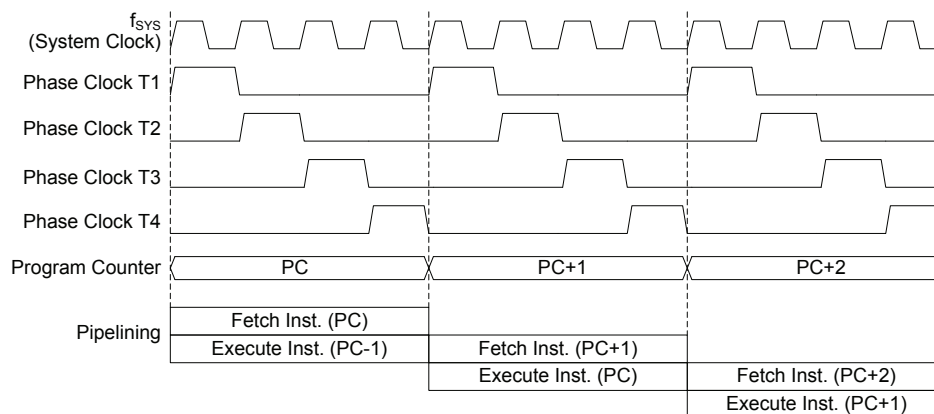 fSYS
(System Clock)
Phase Clock T1
Phase Clock T2
Phase Clock T3
Phase Clock T4
Program Counter PC PC+1 PC+2
Pipelining
Fetch Inst. (PC)
Execute Inst. (PC-1) Fetch Inst. (PC+1)
Execute Inst. (PC) Fetch Inst. (PC+2)
Execute Inst. (PC+1)